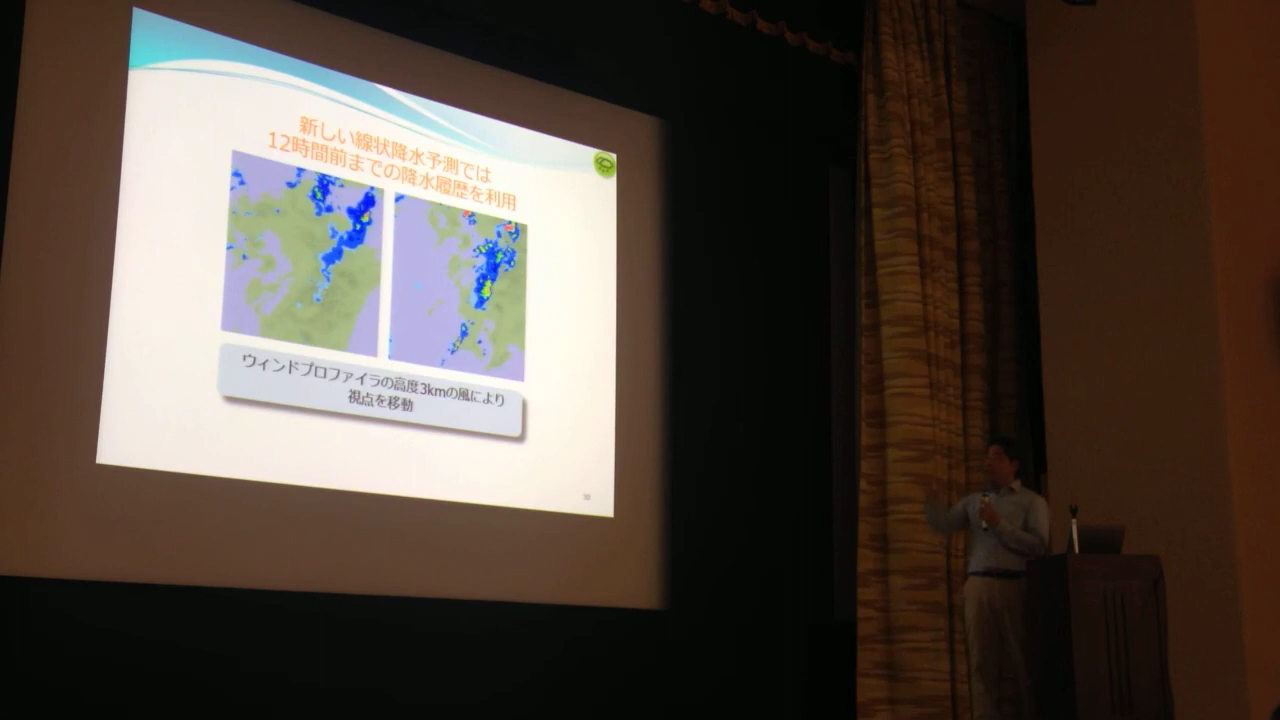 新しい線状降水予測では
12時間前までの降水履歴を利用
ウィンドプロファイラの高度3kmの風により
視点を移動